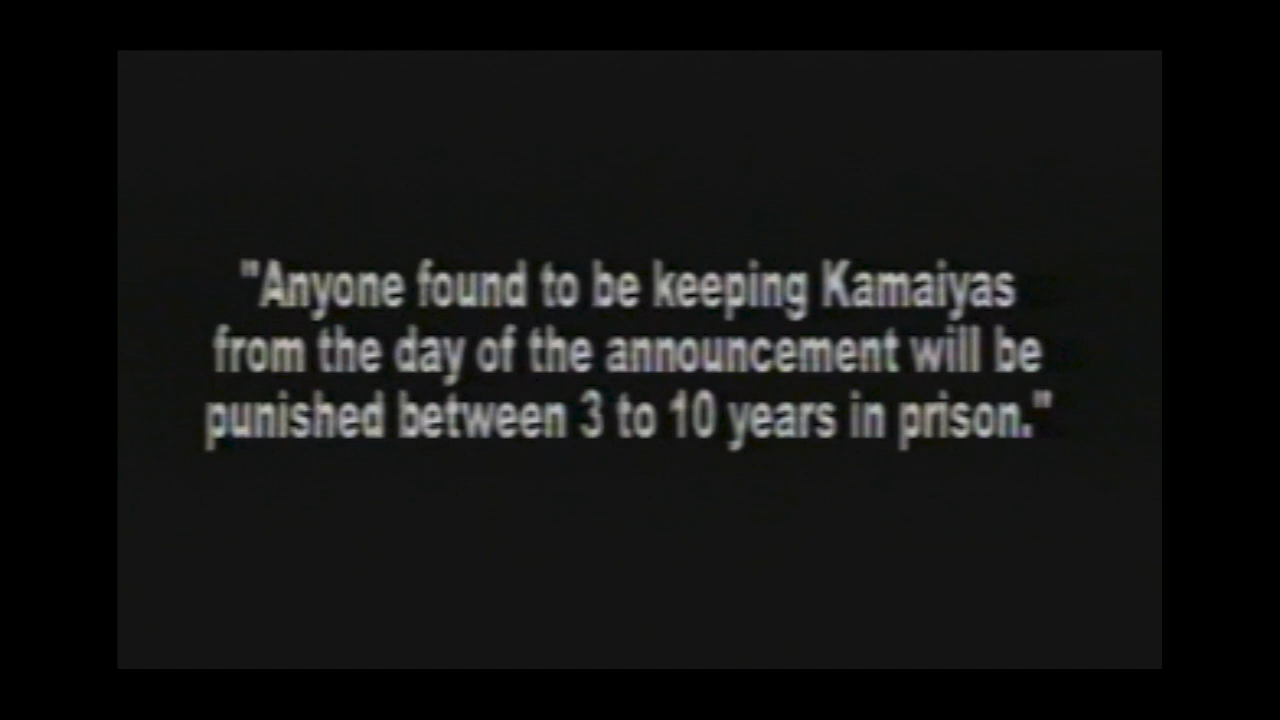 "Anyone found to be keeping Kamaiyas
from the day of the announcement will be
punished between 3 to 10 years in prison."